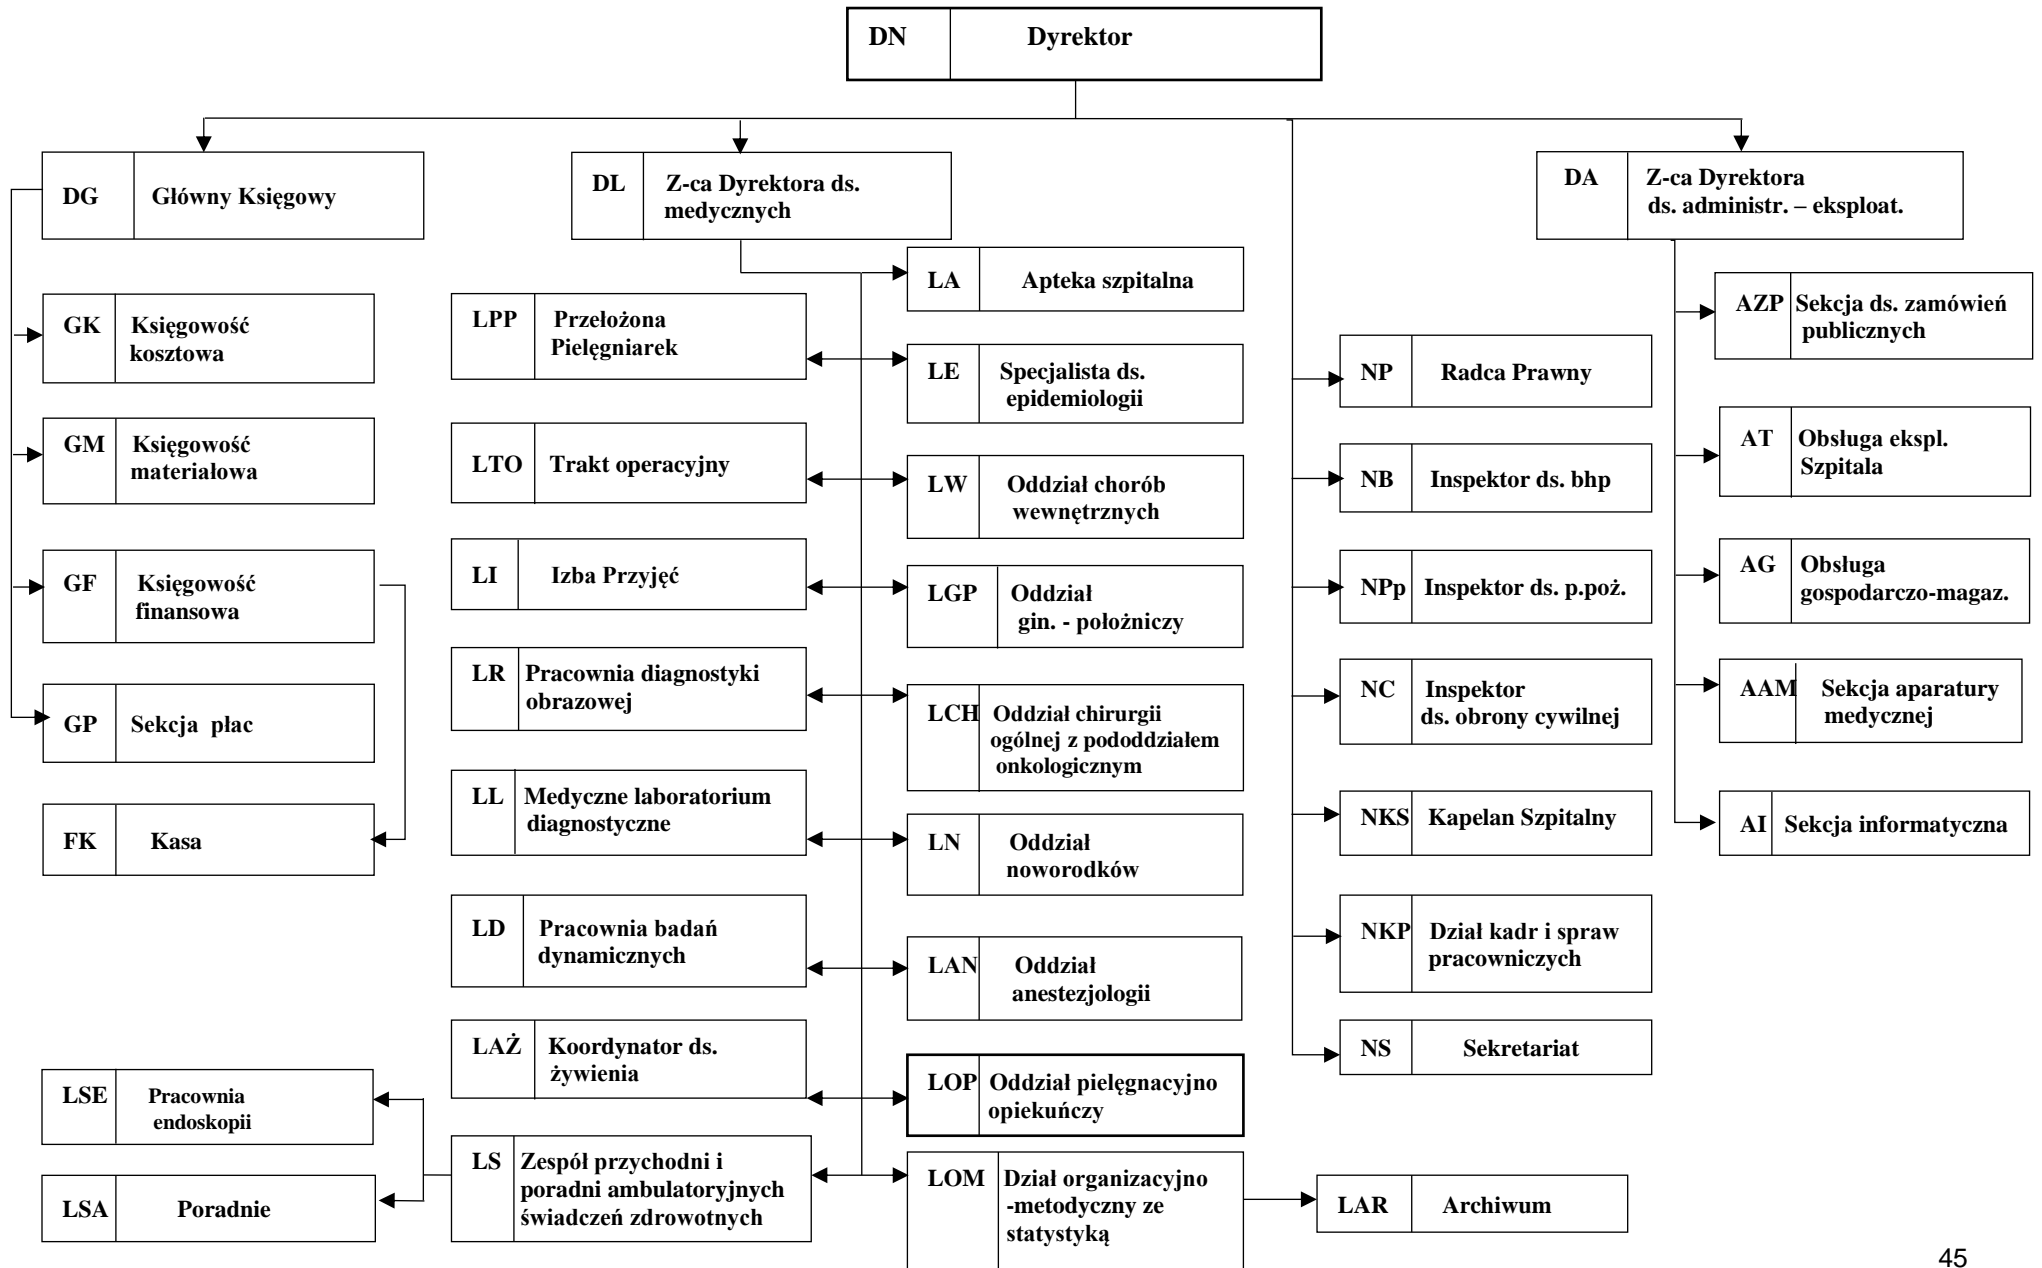 DN Dyrektor
DG Główny Księgowy
DL Z-ca Dyrektora ds.
medycznych
DA Z-ca Dyrektora
ds. administr. – eksploat.
GK Księgowość
kosztowa
GM Księgowość
materiałowa
GF Księgowość
finansowa
GP Sekcja płac
FK Kasa
LSE Pracownia
endoskopii
LSA Poradnie
LPP Przełożona
Pielęgniarek
LTO Trakt operacyjny
LI Izba Przyjęć
LR Pracownia diagnostyki
obrazowej
LL Medyczne laboratorium
diagnostyczne
LD Pracownia badań
dynamicznych
LAŻ Koordynator ds.
żywienia
LS Zespół przychodni i
poradni ambulatoryjnych
świadczeń zdrowotnych
LA Apteka szpitalna
LE Specjalista ds.
epidemiologii
LW Oddział chorób
wewnętrznych
LGP Oddział
gin. - położniczy
LCH Oddział chirurgii
ogólnej z pododdziałem
onkologicznym
LN Oddział
noworodków
LAN Oddział
anestezjologii
LOP Oddział pielęgnacyjno
opiekuńczy
LOM Dział organizacyjno
-metodyczny ze
statystyką
LAR Archiwum
NP Radca Prawny
NB Inspektor ds. bhp
NPp Inspektor ds. p.poż.
NC Inspektor
ds. obrony cywilnej
NKS Kapelan Szpitalny
NKP Dział kadr i spraw
pracowniczych
NS Sekretariat
AZP Sekcja ds. zamówień
publicznych
AT Obsługa ekspl.
Szpitala
AG Obsługa
gospodarczo-magaz.
AAM Sekcja aparatury
medycznej
AI Sekcja informatyczna
45